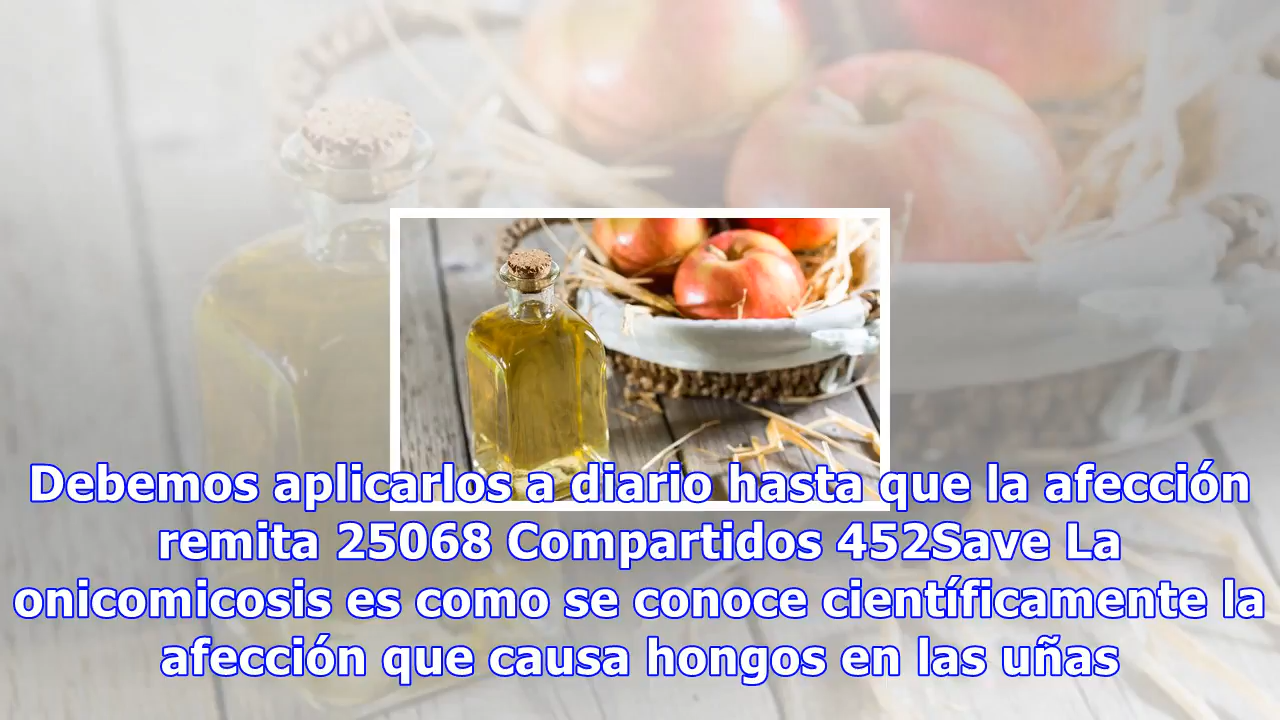 Debemos aplicarlos a diario hasta que la afección
remita 25068 Compartidos 452Save La
onicomicosis es como se conoce científicamente la
afección que causa hongos en las uñas